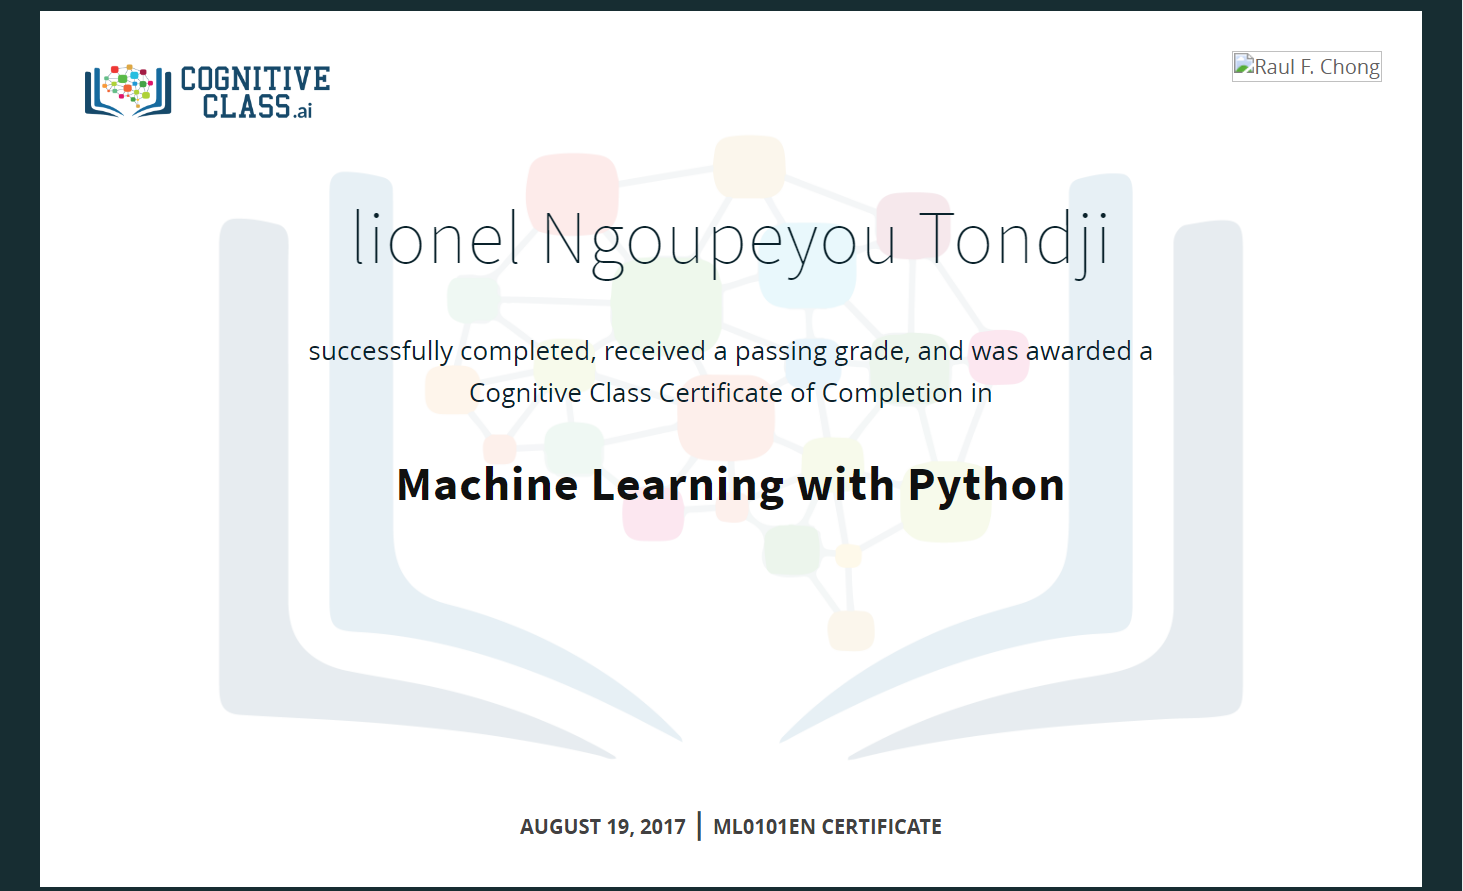 COGNITIVE
CLASS.ai
Raul F. Chong
lionel Ngoupeyou Tondji
successfully completed, received a passing grade, and was awarded a
Cognitive Class Certificate of Completion in
Machine Learning with Python
AUGUST 19, 2017 | ML0101EN CERTIFICATE